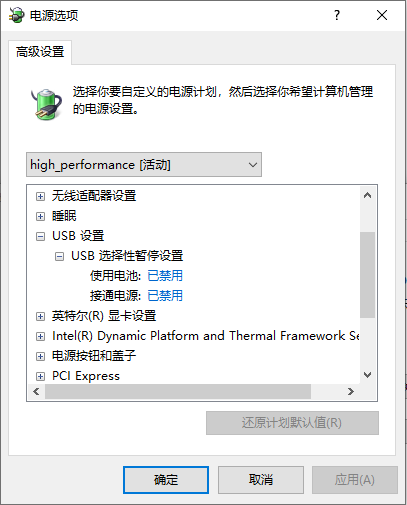 电源选项
高级设置
选择你要自定义的电源计划，然后选择你希望计算机管理
的电源设置。
high_performance [活动]
无线适配器设置
睡眠
USB 设置
USB 选择性暂停设置
使用电池: 已禁用
接通电源: 已禁用
英特尔(R) 显卡设置
Intel(R) Dynamic Platform and Thermal Framework Se
电源按钮和盖子
PCI Express
还原计划默认值(R)
确定 取消 应用(A)